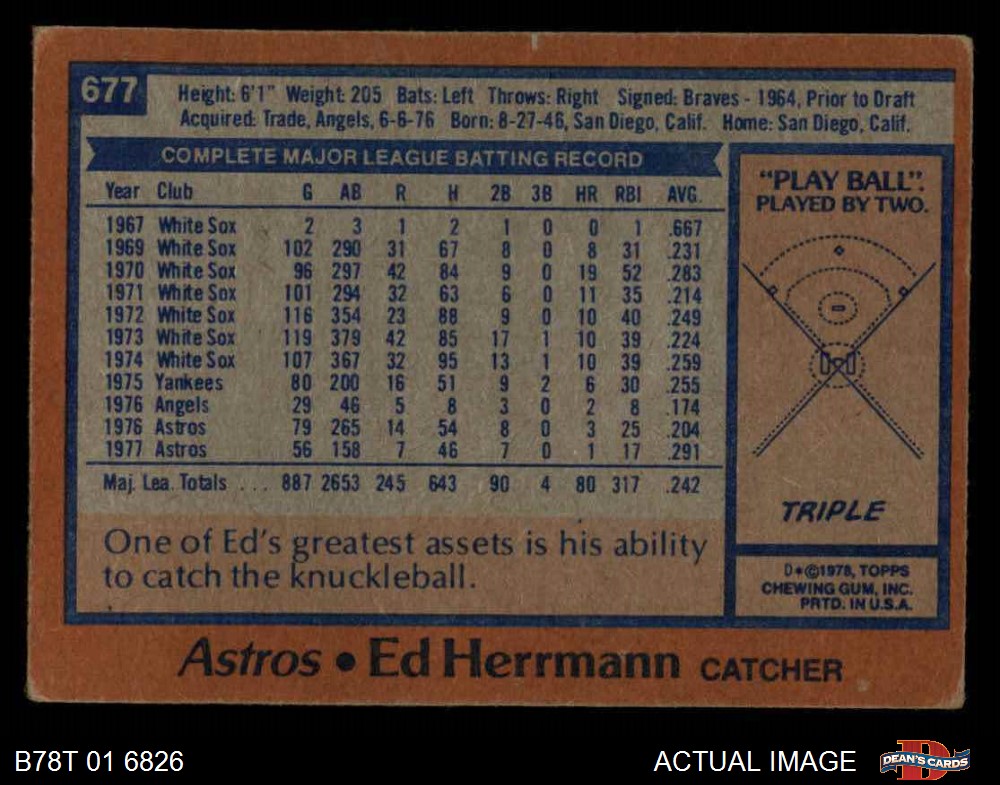 677
Height: 6'1" Weight: 205 Bats: Left Throws: Right Signed: Braves - 1964, Prior to Draft
Acquired: Trade, Angels, 6-6-76 Born: 8-27-46, San Diego, Calif. Home: San Diego, Calif.
COMPLETE MAJOR LEAGUE BATTING RECORD
Year Club G AB R H 2B 3B HR RBI AVG.
1967 White Sox 2 3 1 2 1 0 0 1 .667
1969 White Sox 102 290 31 67 8 0 8 31 .231
1970 White Sox 96 297 42 84 9 0 19 52 .283
1971 White Sox 101 294 32 63 6 0 11 35 .214
1972 White Sox 116 354 23 88 9 0 10 40 .249
1973 White Sox 119 379 42 85 17 1 10 39 .224
1974 White Sox 107 367 32 95 13 1 10 39 .259
1975 Yankees 80 200 16 51 9 2 6 30 .255
1976 Angels 29 46 5 8 3 0 2 8 .174
1976 Astros 79 265 14 54 8 0 3 25 .204
1977 Astros 56 158 7 46 7 0 1 17 .291
Maj. Lea. Totals ... 887 2653 245 643 90 4 80 317 .242
One of Ed's greatest assets is his ability
to catch the knuckleball.
"PLAY BALL".
PLAYED BY TWO.
TRIPLE
D*©1978, TOPPS
CHEWING GUM, INC.
PRTD. IN U.S.A.
Astros • Ed Herrmann CATCHER
B78T 01 6826
ACTUAL IMAGE
D
DEAN'S CARDS